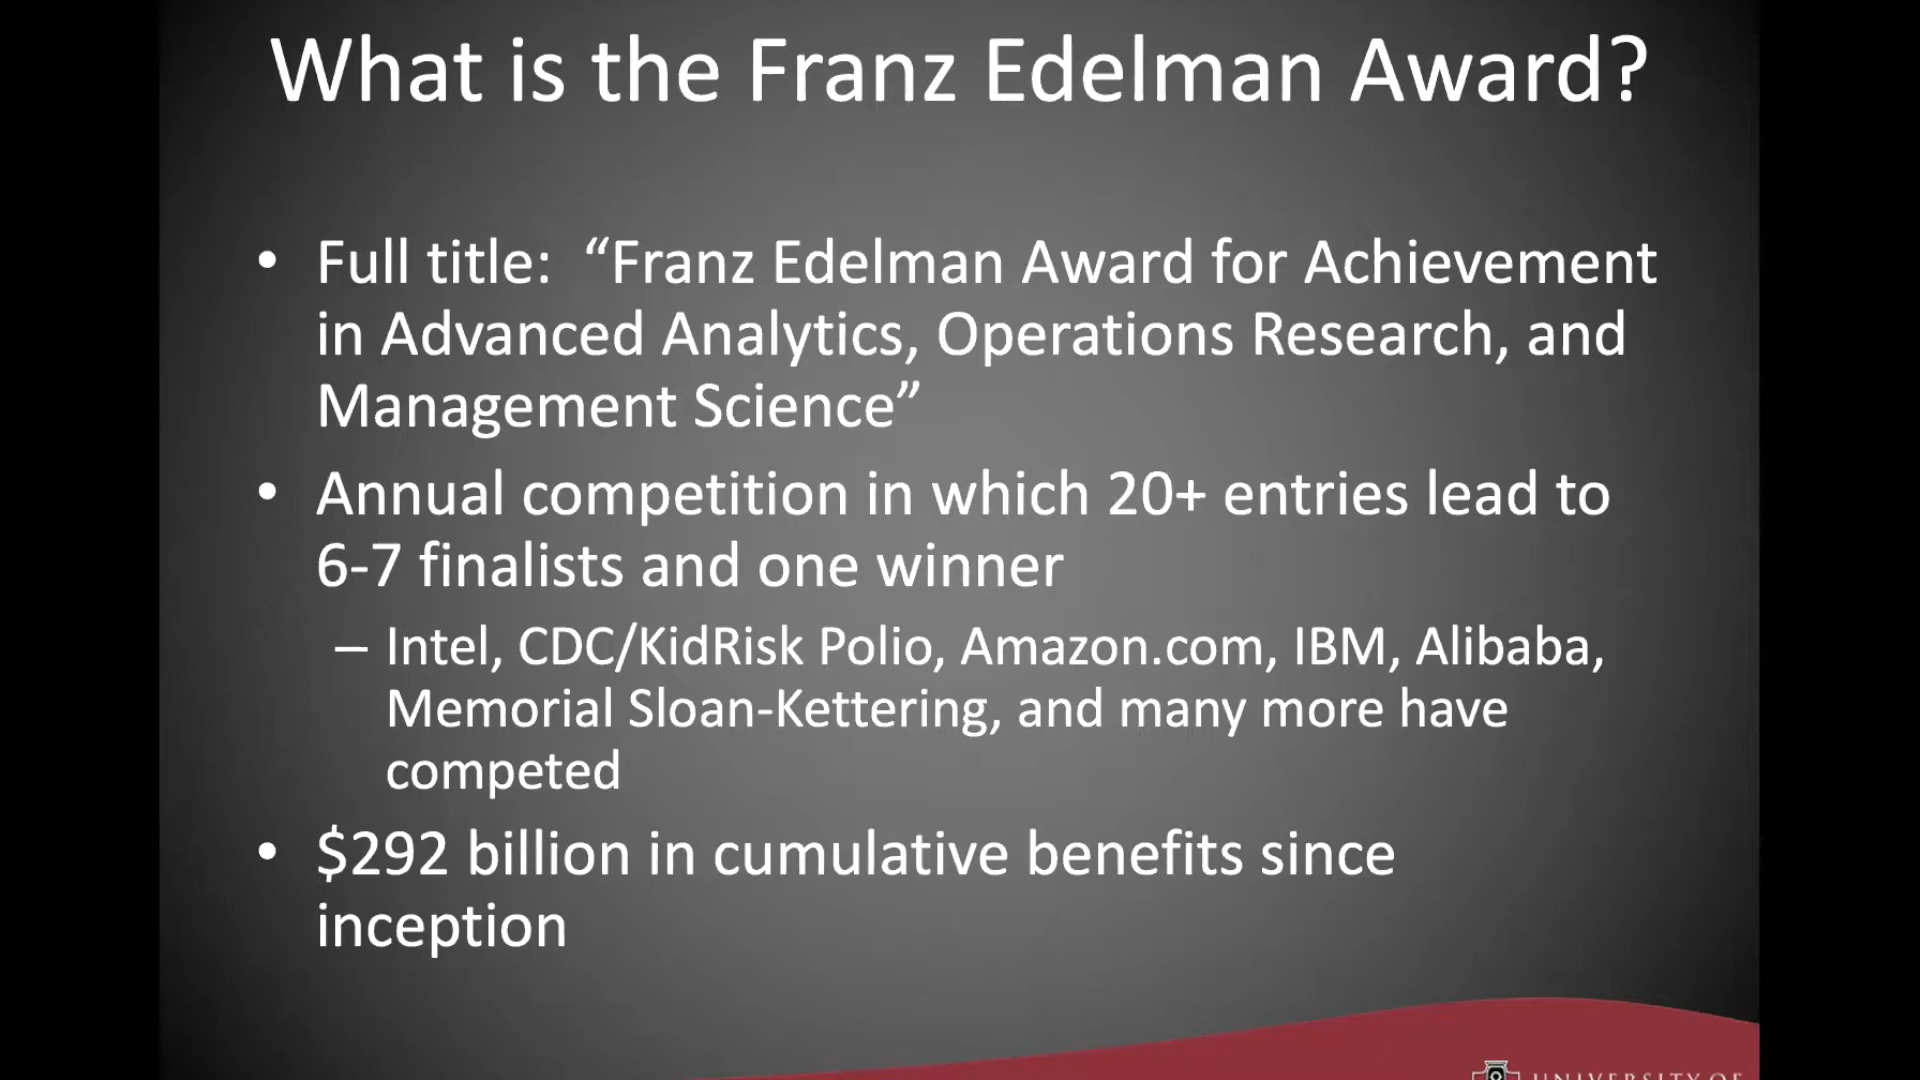 What is the Franz Edelman Award?
• Full title:  “Franz Edelman Award for Achievement
in Advanced Analytics, Operations Research, and
Management Science”
• Annual competition in which 20+ entries lead to
6-7 finalists and one winner
– Intel, CDC/KidRisk Polio, Amazon.com, IBM, Alibaba,
Memorial Sloan-Kettering, and many more have
competed
• $292 billion in cumulative benefits since
inception
UNIVERSITY OF